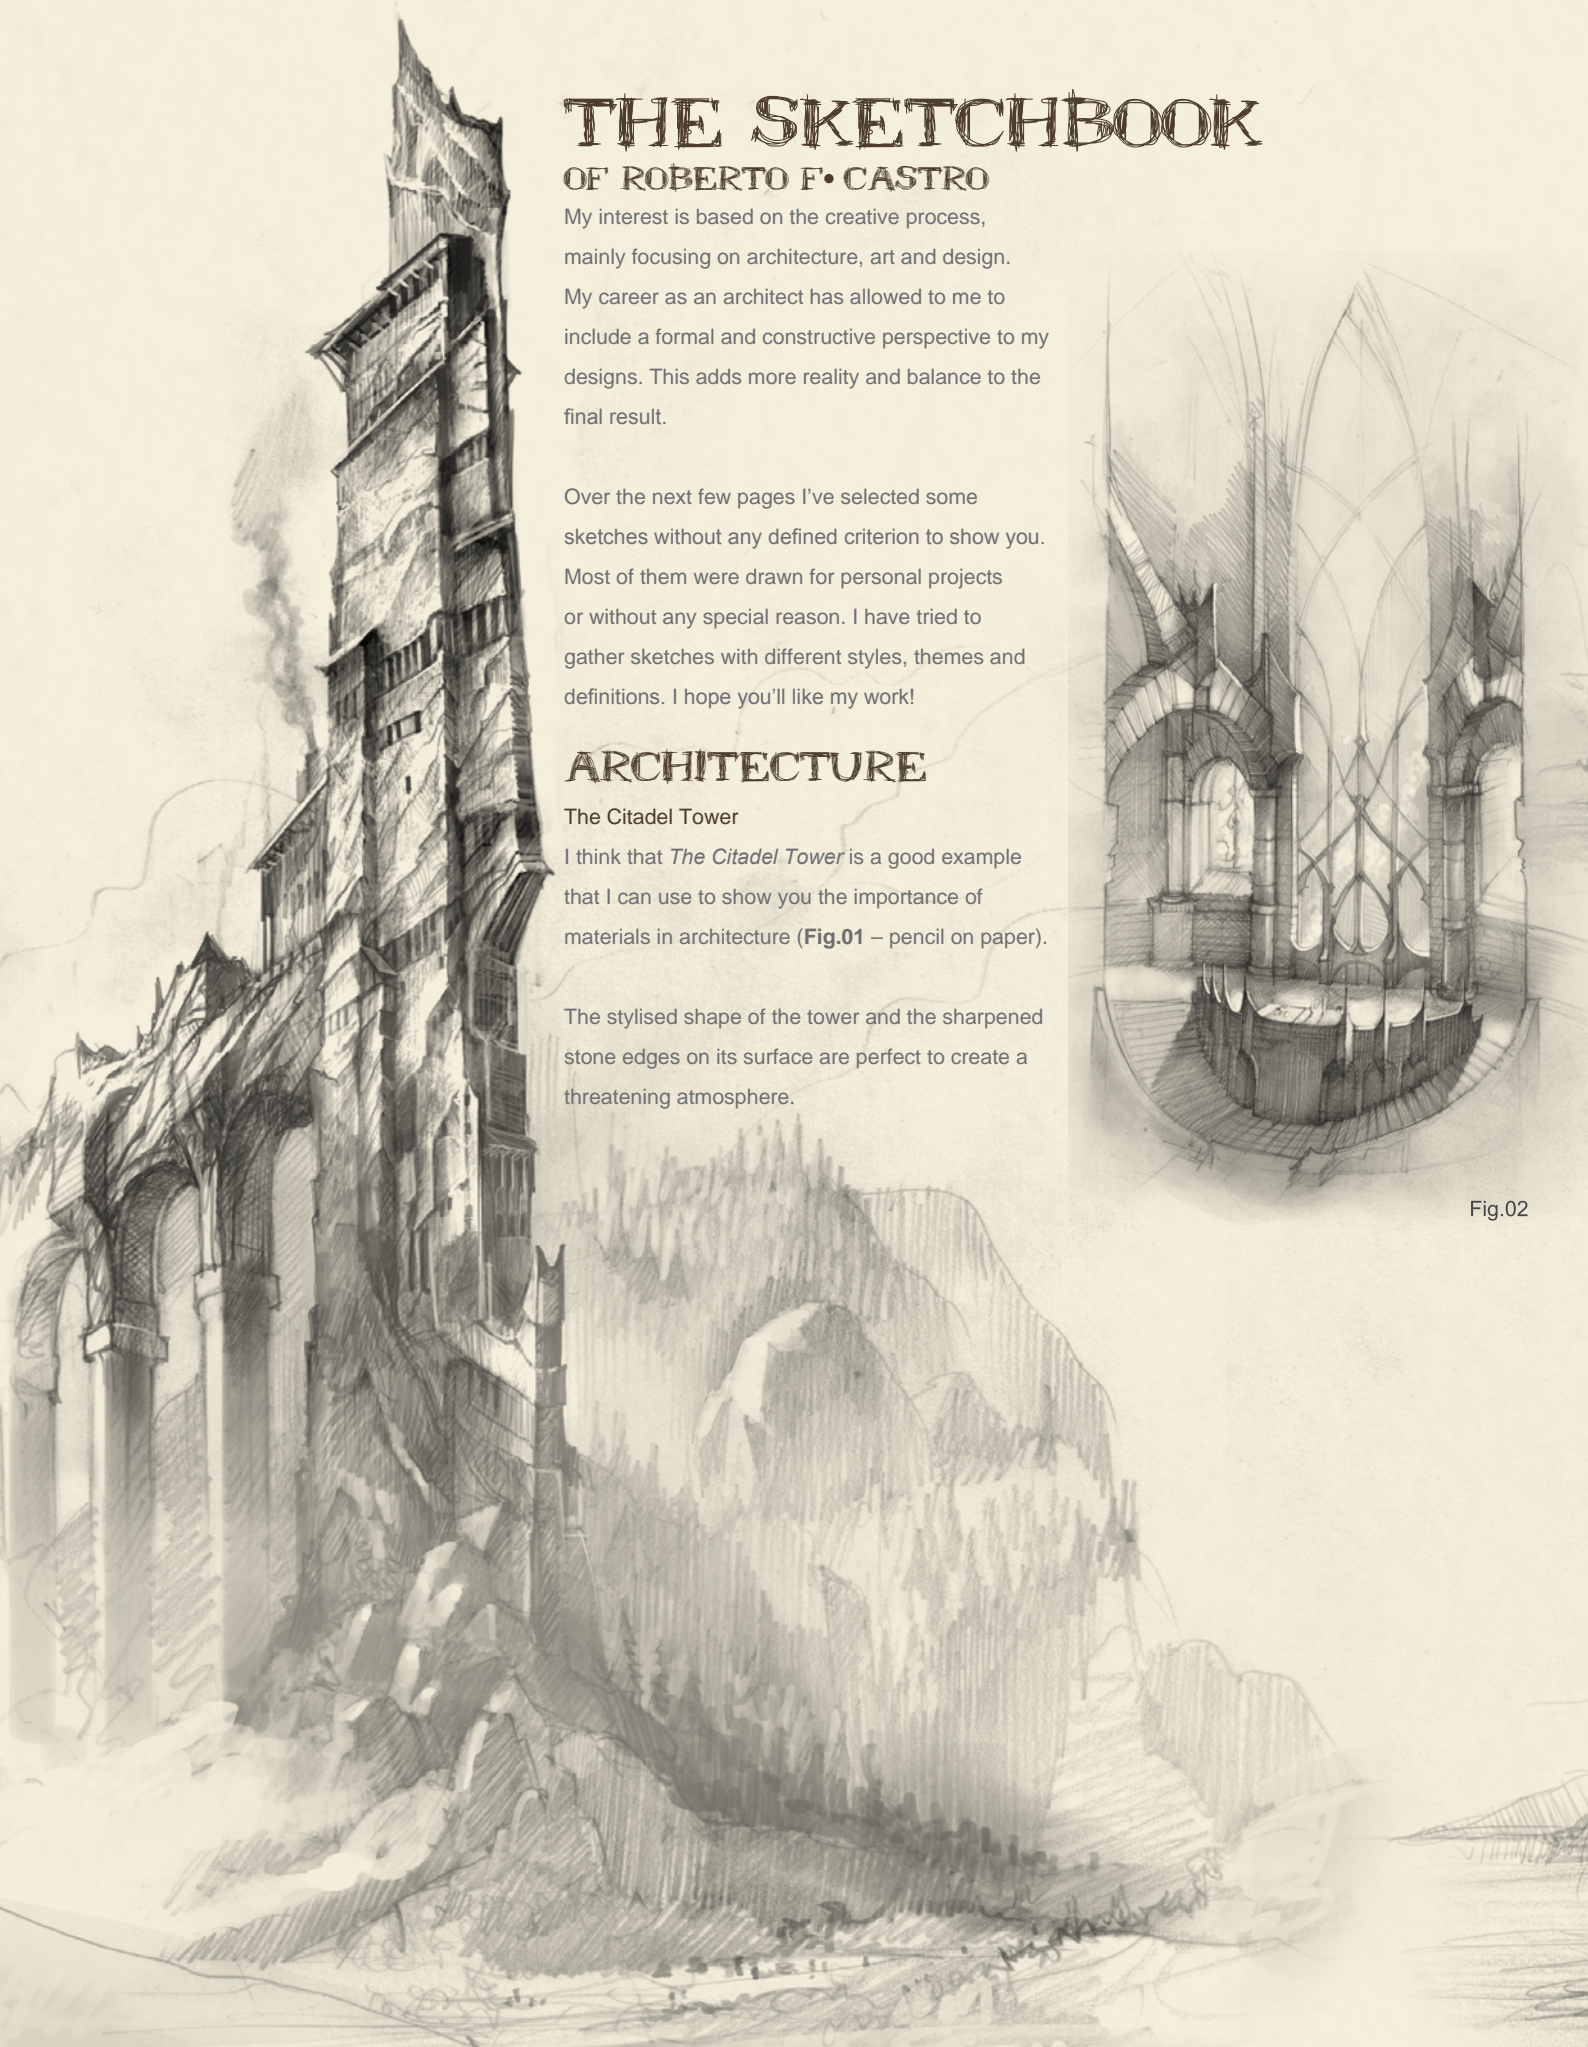 THE SKETCHBOOK
OF ROBERTO F• CASTRO
My interest is based on the creative process,
mainly focusing on architecture, art and design.
My career as an architect has allowed to me to
include a formal and constructive perspective to my
designs. This adds more reality and balance to the
final result.
Over the next few pages I’ve selected some
sketches without any defined criterion to show you.
Most of them were drawn for personal projects
or without any special reason. I have tried to
gather sketches with different styles, themes and
definitions. I hope you’ll like my work!
ARCHITECTURE
The Citadel Tower
I think that The Citadel Tower is a good example
that I can use to show you the importance of
materials in architecture (Fig.01 – pencil on paper).
The stylised shape of the tower and the sharpened
stone edges on its surface are perfect to create a
threatening atmosphere.
Fig.02